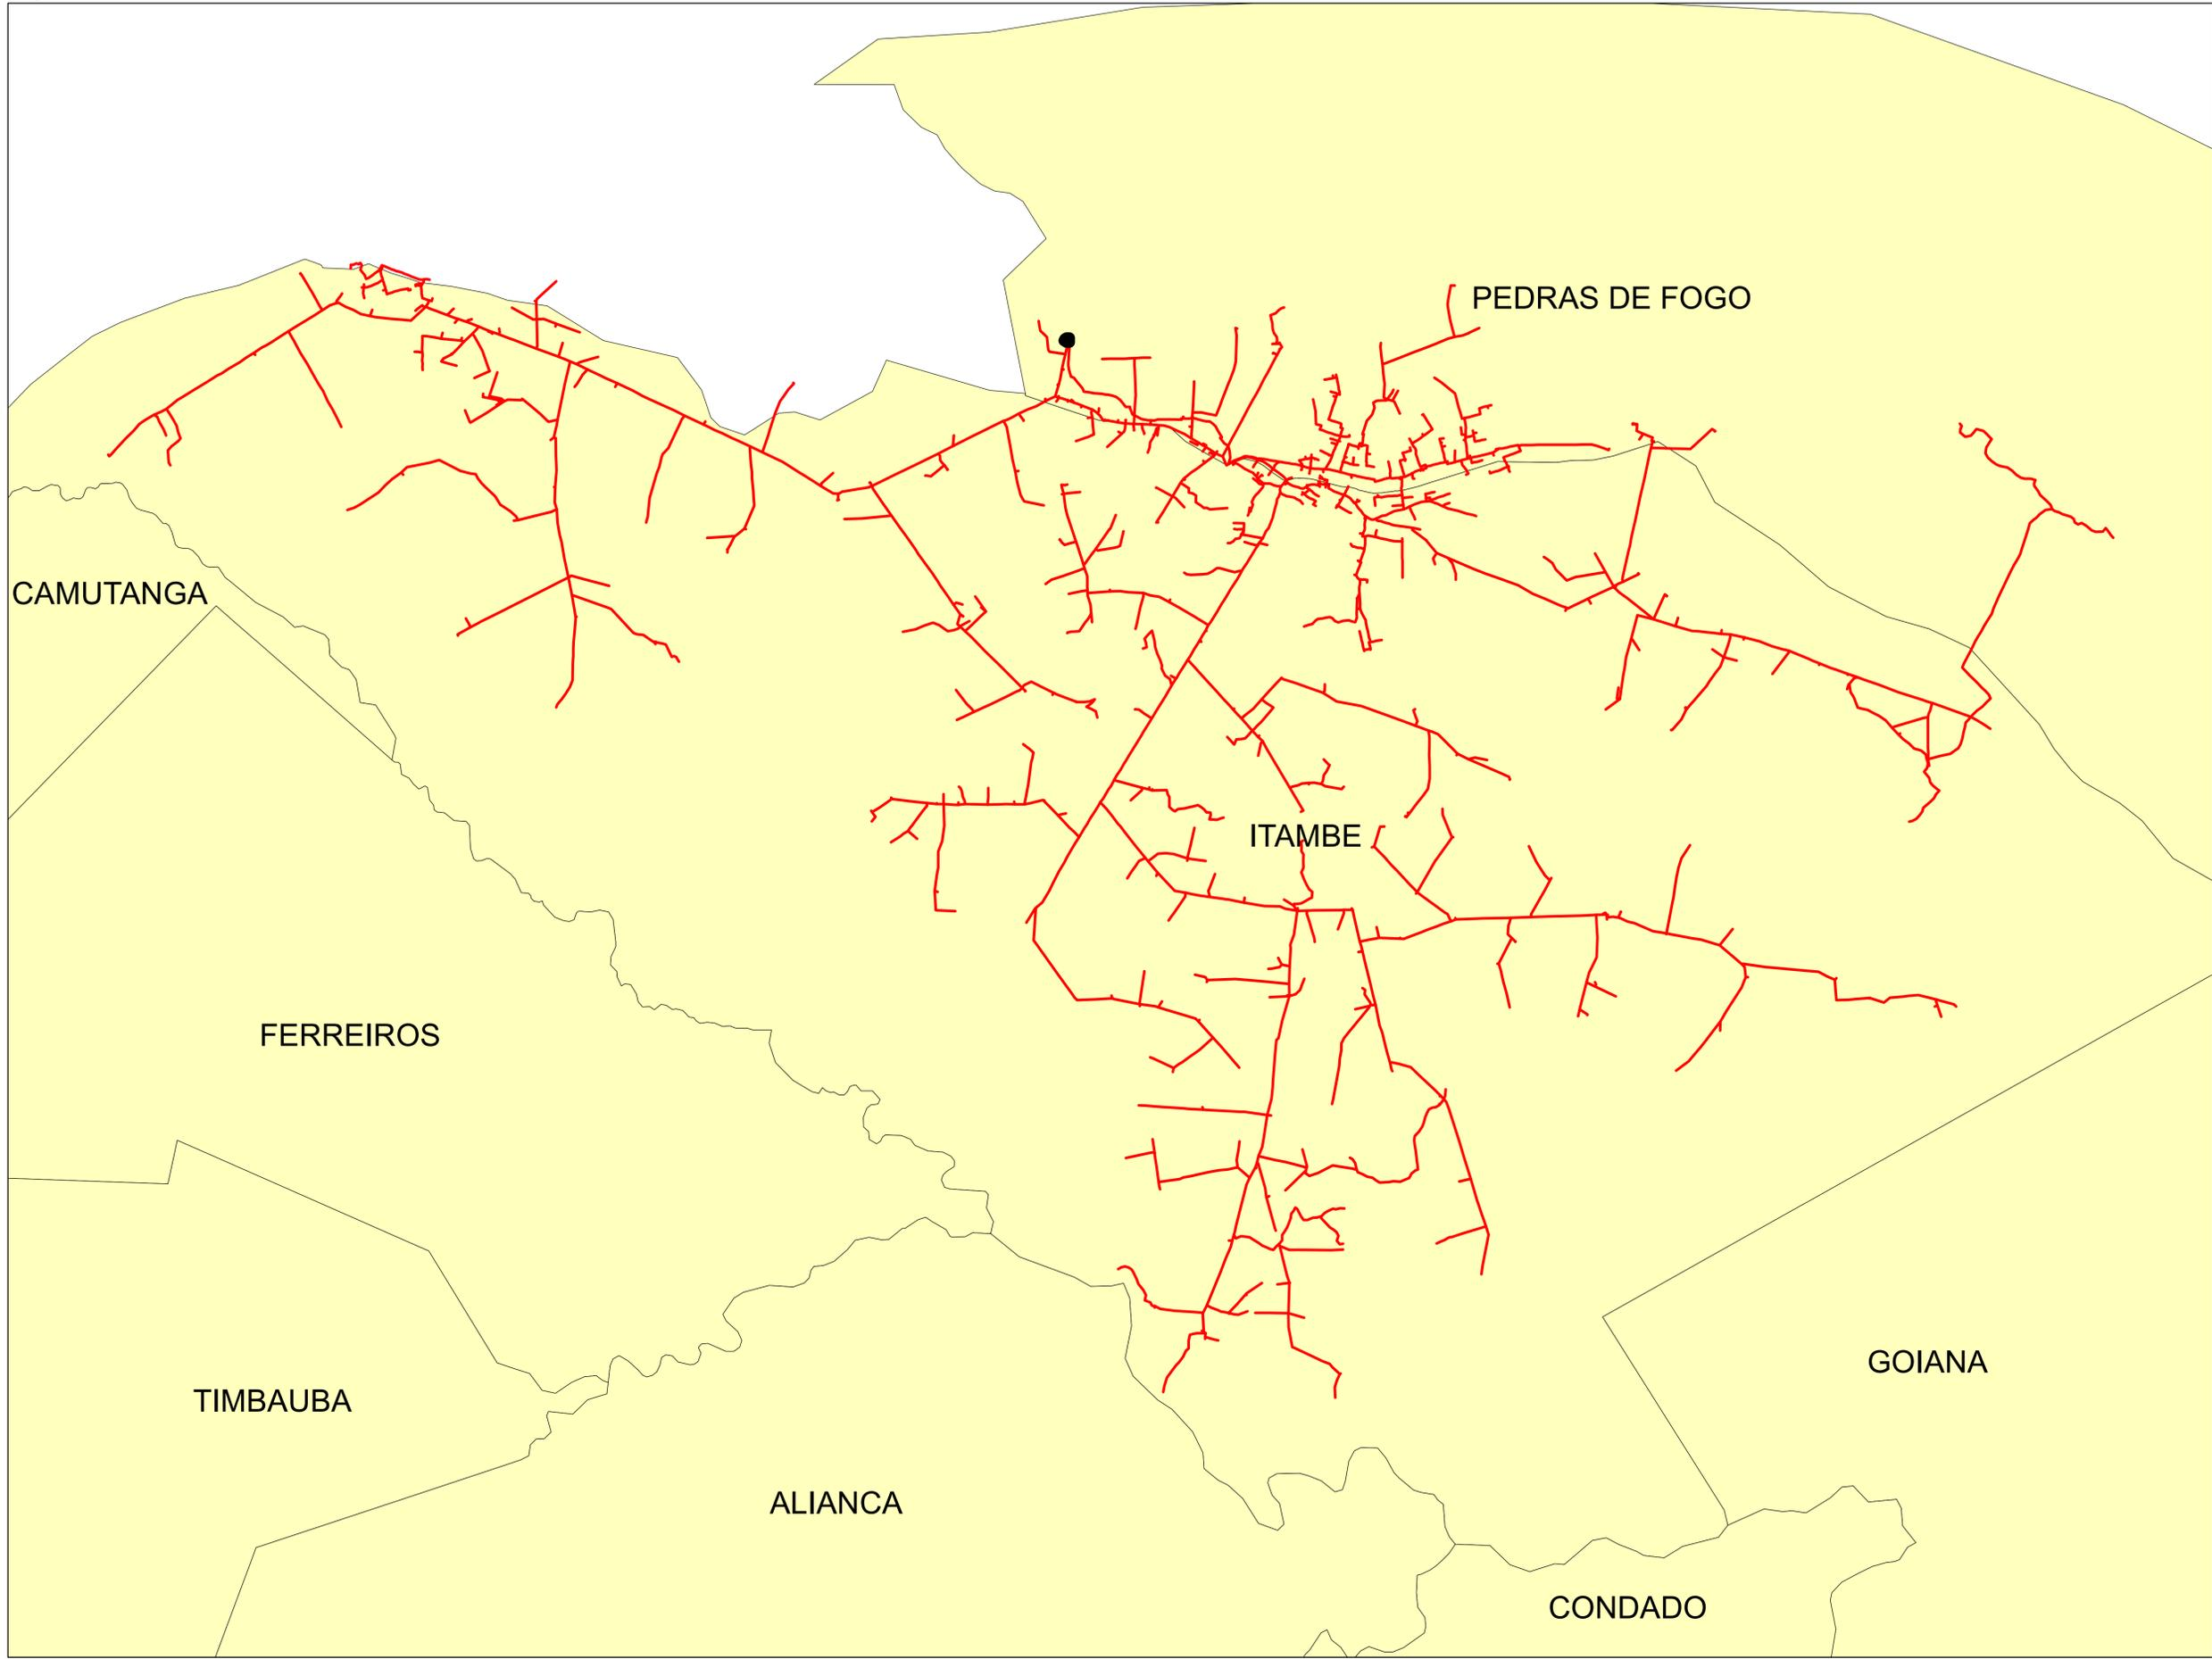 PEDRAS DE FOGO
CAMUTANGA
ITAMBE
FERREIROS
GOIANA
TIMBAUBA
ALIANCA
CONDADO